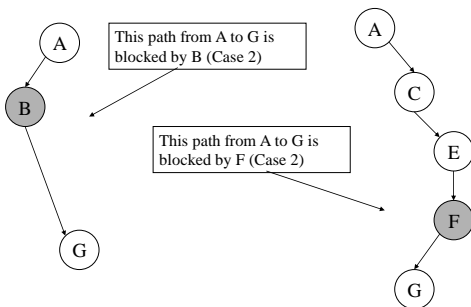 A
This path from A to G is
blocked by B (Case 2)
B
G
A
C
This path from A to G is
blocked by F (Case 2)
E
F
G